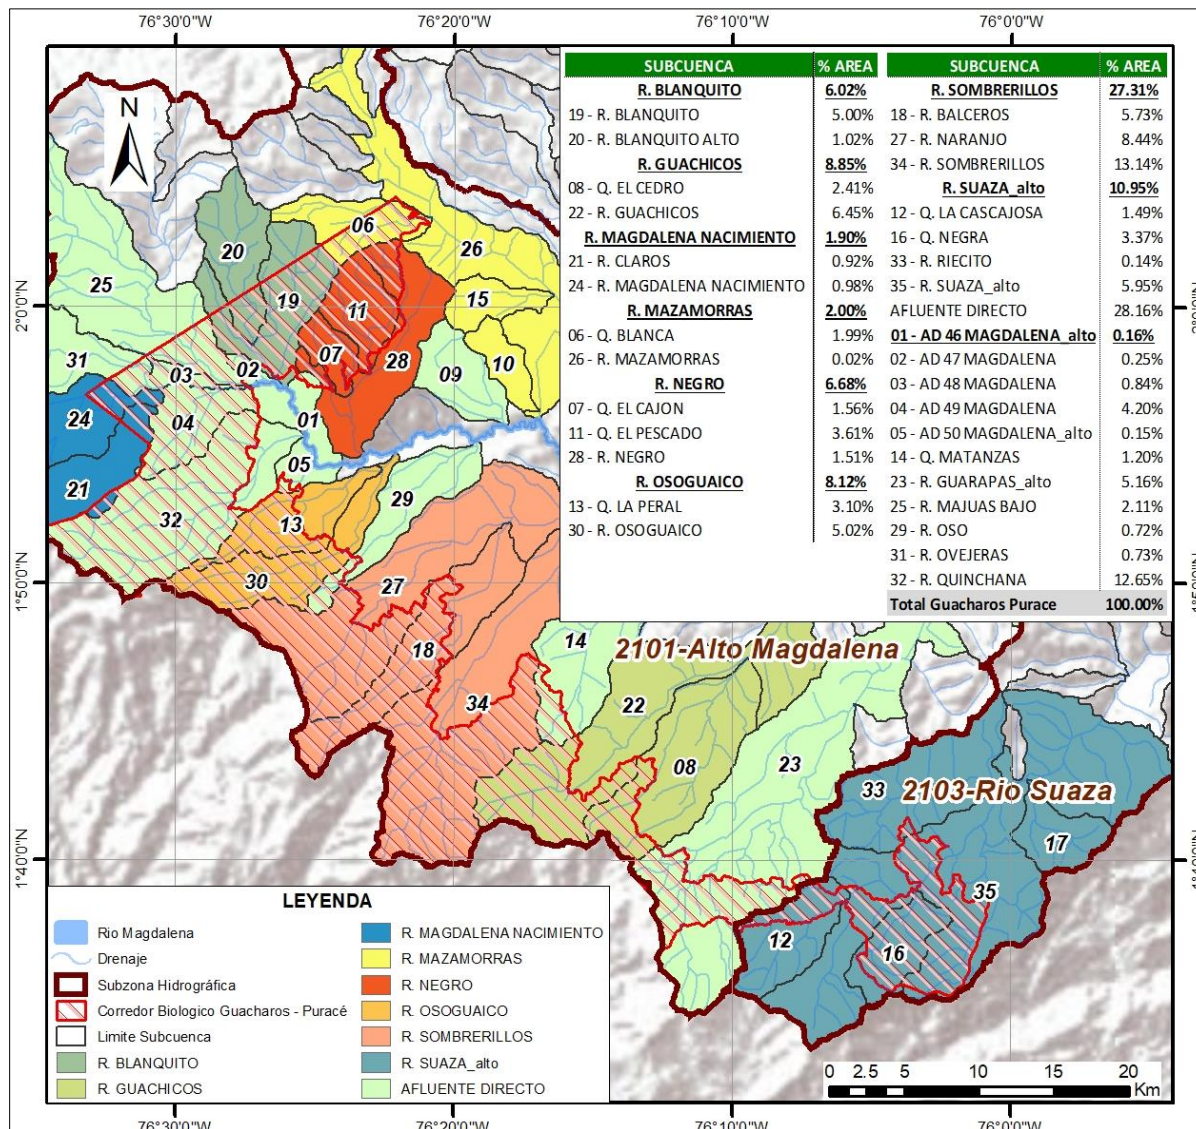 76°30'0"W 76°20'0"W 76°10'0"W 76°0'0"W
N
SUBCUENCA % AREA
R. BLANQUITO 6.02%
19 - R. BLANQUITO 5.00%
20 - R. BLANQUITO ALTO 1.02%
R. GUACHICOS 8.85%
08 - Q. EL CEDRO 2.41%
22 - R. GUACHICOS 6.45%
R. MAGDALENA NACIMIENTO 1.90%
21 - R. CLAROS 0.92%
24 - R. MAGDALENA NACIMIENTO 0.98%
R. MAZAMORRAS 2.00%
06 - Q. BLANCA 1.99%
26 - R. MAZAMORRAS 0.02%
R. NEGRO 6.68%
07 - Q. EL CAJON 1.56%
11 - Q. EL PESCADO 3.61%
28 - R. NEGRO 1.51%
R. OSOGUAICO 8.12%
13 - Q. LA PERAL 3.10%
30 - R. OSOGUAICO 5.02%
SUBCUENCA % AREA
R. SOMBRERILLOS 27.31%
18 - R. BALCEROS 5.73%
27 - R. NARANJO 8.44%
34 - R. SOMBRERILLOS 13.14%
R. SUAZA_alto 10.95%
12 - Q. LA CASCAJOSA 1.49%
16 - Q. NEGRA 3.37%
33 - R. RIECITO 0.14%
35 - R. SUAZA_alto 5.95%
AFLUENTE DIRECTO 28.16%
01 - AD 46 MAGDALENA_alto 0.16%
02 - AD 47 MAGDALENA 0.25%
03 - AD 48 MAGDALENA 0.84%
04 - AD 49 MAGDALENA 4.20%
05 - AD 50 MAGDALENA_alto 0.15%
14 - Q. MATANZAS 1.20%
23 - R. GUARAPAS_alto 5.16%
25 - R. MAJUAS BAJO 2.11%
29 - R. OSO 0.72%
31 - R. OVEJERAS 0.73%
32 - R. QUINCHANA 12.65%
Total Guacharos Purace 100.00%
06
20
26
25
19
15
11
2°0'0"N
07
28
31
03
02
10
09
24
04
01
05
21
29
32
13
30
27
1°50'0"N
18
14
2101-Alto Magdalena
34
22
08
23
33
2103-Rio Suaza
17
1°40'0"N
35
12
16
LEYENDA
Rio Magdalena
Drenaje
Subzona Hidrográfica
Corredor Biologico Guacharos - Puracé
Limite Subcuenca
R. BLANQUITO
R. GUACHICOS
R. MAGDALENA NACIMIENTO
R. MAZAMORRAS
R. NEGRO
R. OSOGUAICO
R. SOMBRERILLOS
R. SUAZA_alto
AFLUENTE DIRECTO
0 2.5 5 10 15 20
Km
76°30'0"W 76°20'0"W 76°10'0"W 76°0'0"W